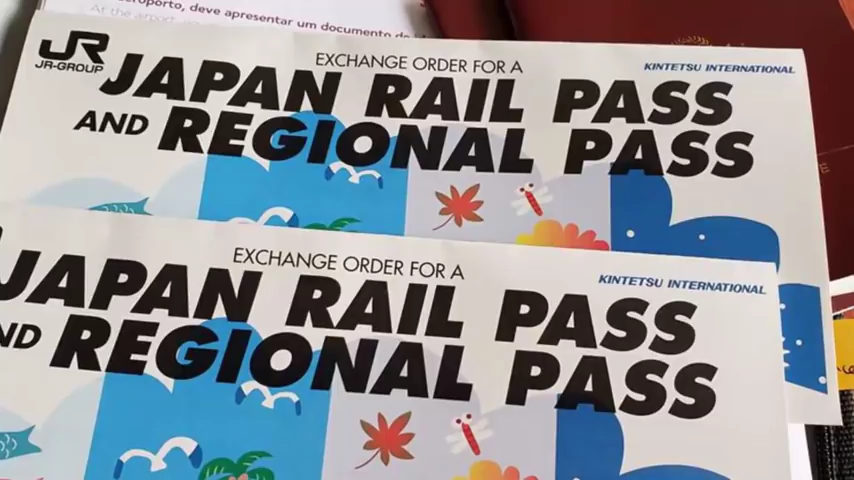 eroporto, deve apresentar um documento de
At the airport,
JR
JR-GROUP
EXCHANGE ORDER FOR A
KINTETSU INTERNATIONAL
JAPAN RAIL PASS
AND REGIONAL PASS
EXCHANGE ORDER FOR A
KINTETSU INTERNATIONAL
JAPAN RAIL PASS
ND REGIONAL PASS